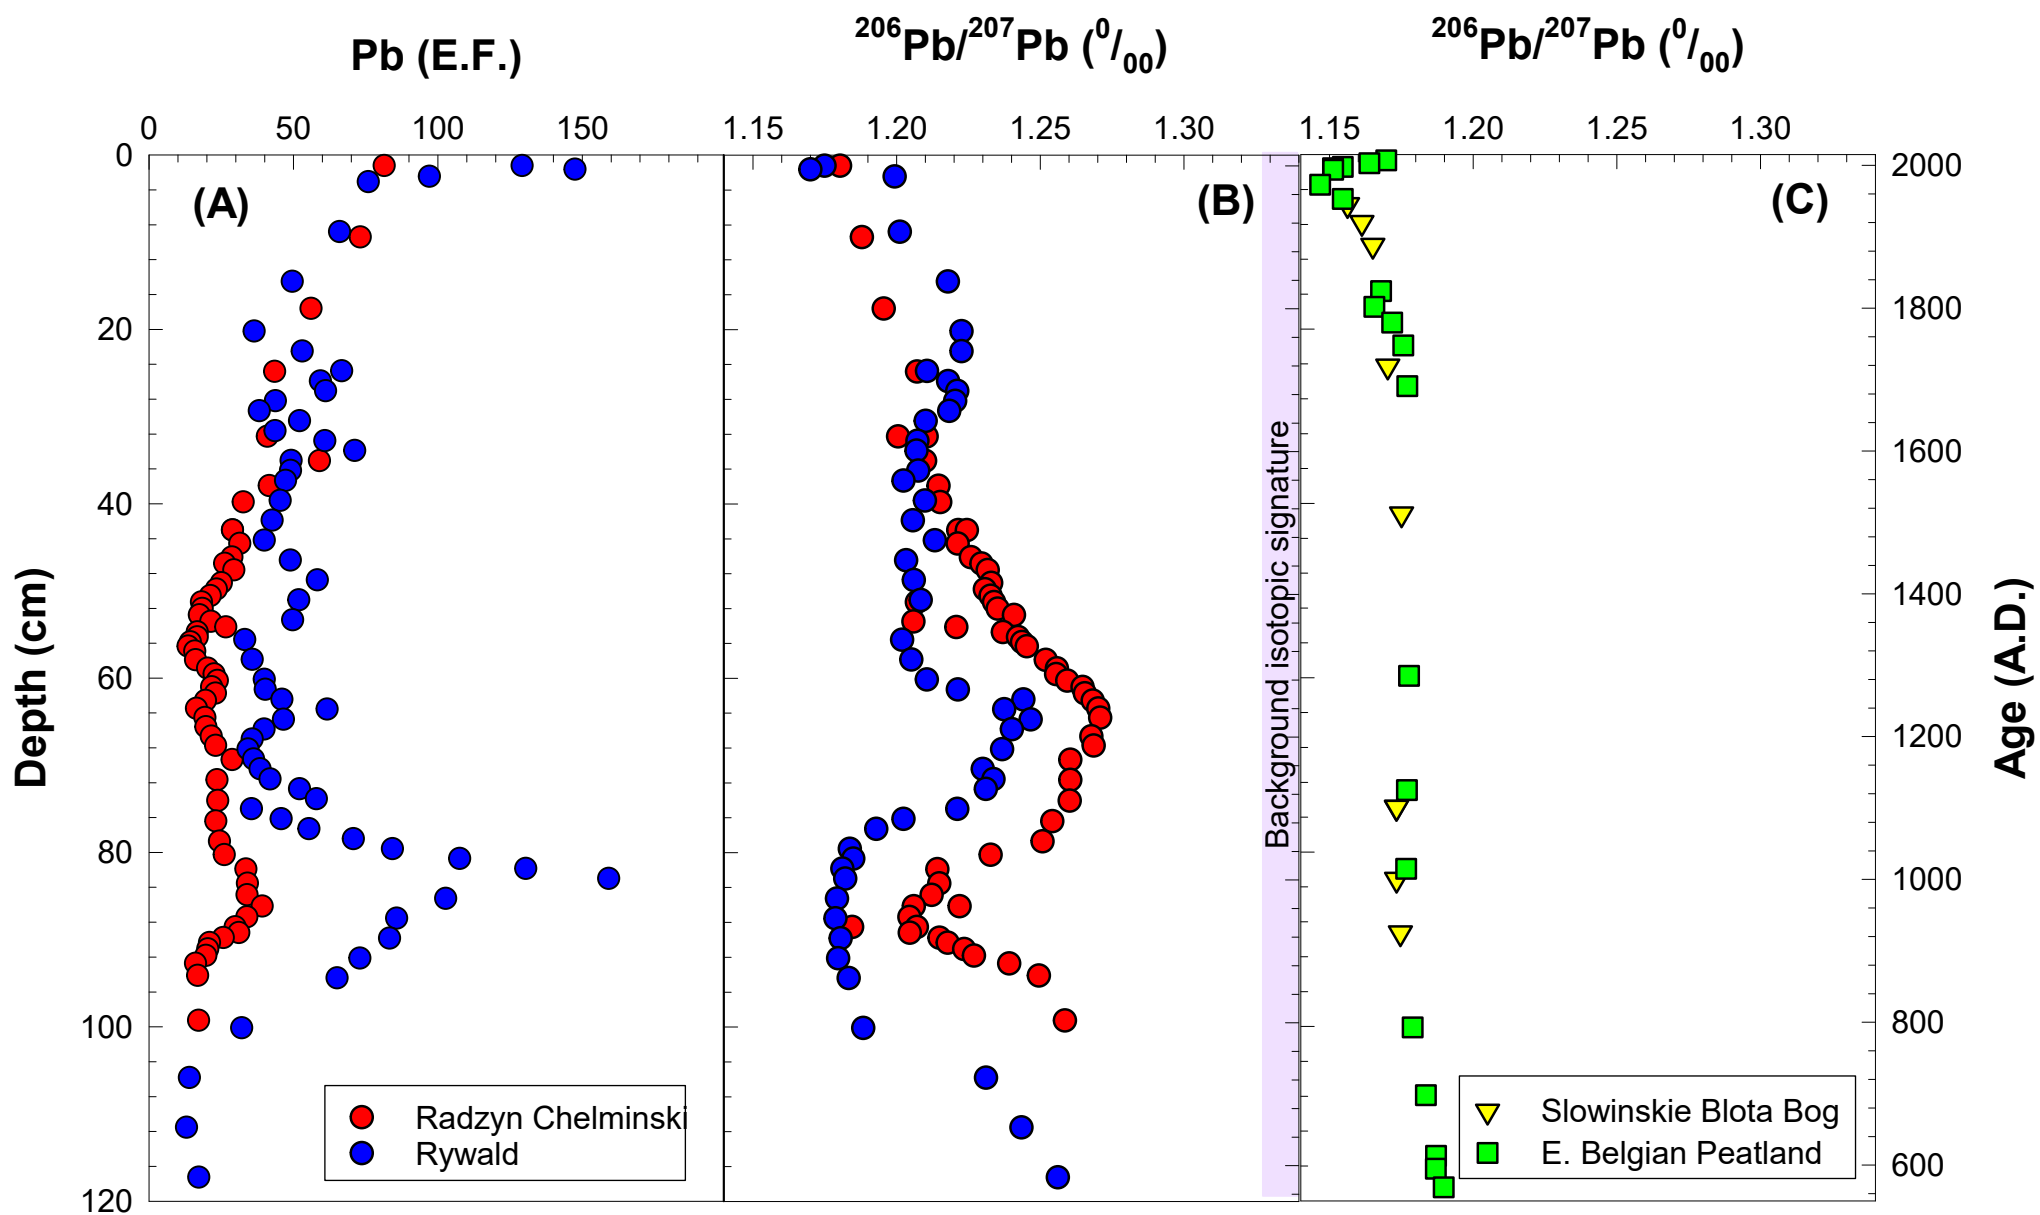 Pb (E.F.)
206Pb/207Pb (0/00)
206Pb/207Pb (0/00)
0 50 100 150
1.15 1.20 1.25 1.30
1.15 1.20 1.25 1.30
(A)
(B)
(C)
0
20
40
60
80
100
120
Depth (cm)
Radzyn Chelminski
Rywald
Background isotopic signature
Slowinskie Blota Bog
E. Belgian Peatland
2000
1800
1600
1400
1200
1000
800
600
Age (A.D.)